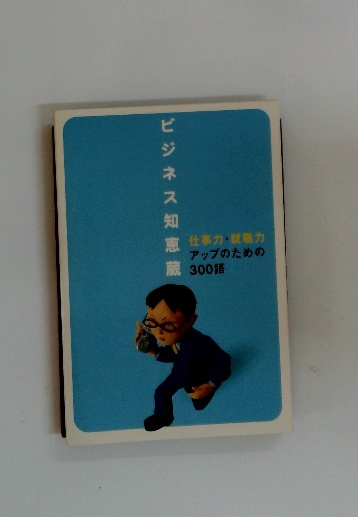 ビジネス知恵蔵
仕事力・就職力
アップのための
300語